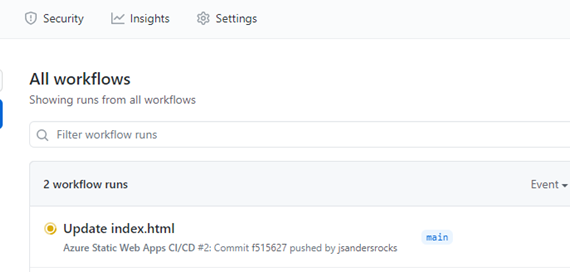 Security Insights Settings
All workflows
Showing runs from all workflows
Filter workflow runs
2 workflow runs Event
Update index.html
main
Azure Static Web Apps CI/CD #2: Commit f515627 pushed by jsandersrocks